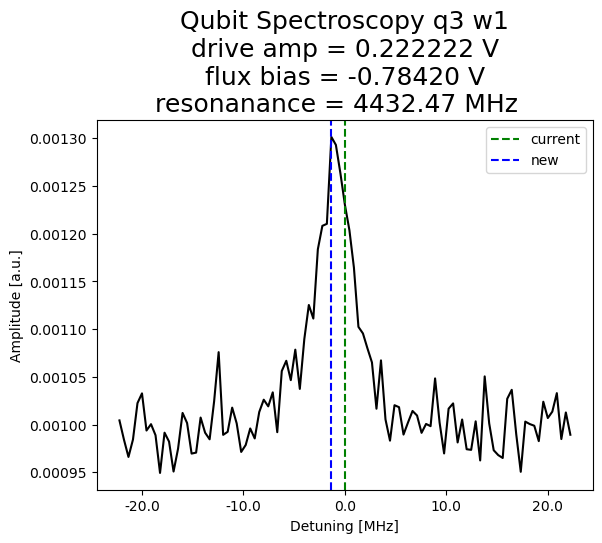 Qubit Spectroscopy q3 w1
drive amp = 0.222222 V
flux bias = -0.78420 V
resonanance = 4432.47 MHz
current
new
0.00130
0.00125
0.00120
0.00115
0.00110
0.00105
0.00100
0.00095
Amplitude [a.u.]
-20.0 -10.0 0.0 10.0 20.0
Detuning [MHz]